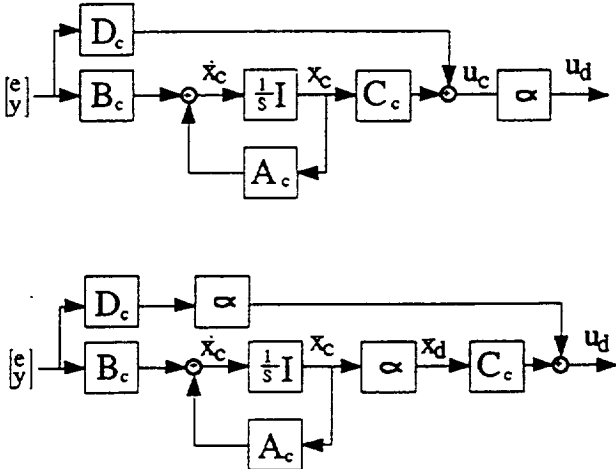 D_c
[e y]
B_c
ẋ_c
1/s I
x_c
C_c
u_c
α
u_d
A_c
D_c
α
[e y]
B_c
ẋ_c
1/s I
x_c
α
x_d
C_c
u_d
A_c